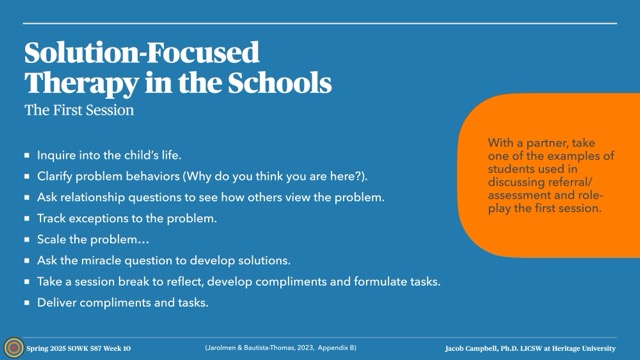 Solution-Focused
Therapy in the Schools
The First Session
Inquire into the child's life.
Clarify problem behaviors (Why do you think you are here?).
Ask relationship questions to see how others view the problem.
Track exceptions to the problem.
Scale the problem…
Ask the miracle question to develop solutions.
Take a session break to reflect, develop compliments and formulate tasks.
Deliver compliments and tasks.
With a partner, take
one of the examples of
students used in
discussing referral/
assessment and role-
play the first session.
Spring 2025 SOWK 587 Week 10
(Jarolmen & Bautista-Thomas, 2023, Appendix B)
Jacob Campbell, Ph.D. LICSW at Heritage University